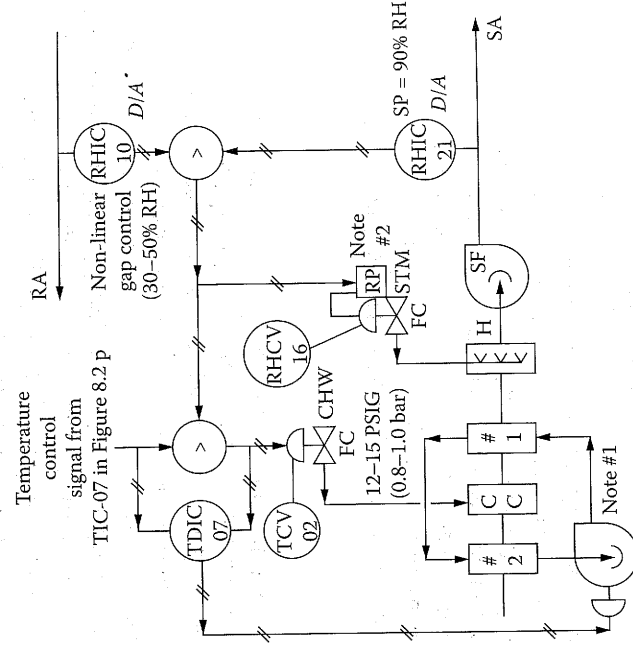 RA
Temperature
control
signal from
TIC-07 in Figure 8.2 p
Non-linear
gap control
(30–50% RH)
RHIC
10
D/A
>
>
TDIC
07
TCV
02
CHW
FC
12–15 PSIG
(0.8–1.0 bar)
RHCV
16
RP
Note
#2
STM
FC
SP = 90% RH
RHIC
21
D/A
SA
SF
H
#
1
C
C
#
2
Note #1